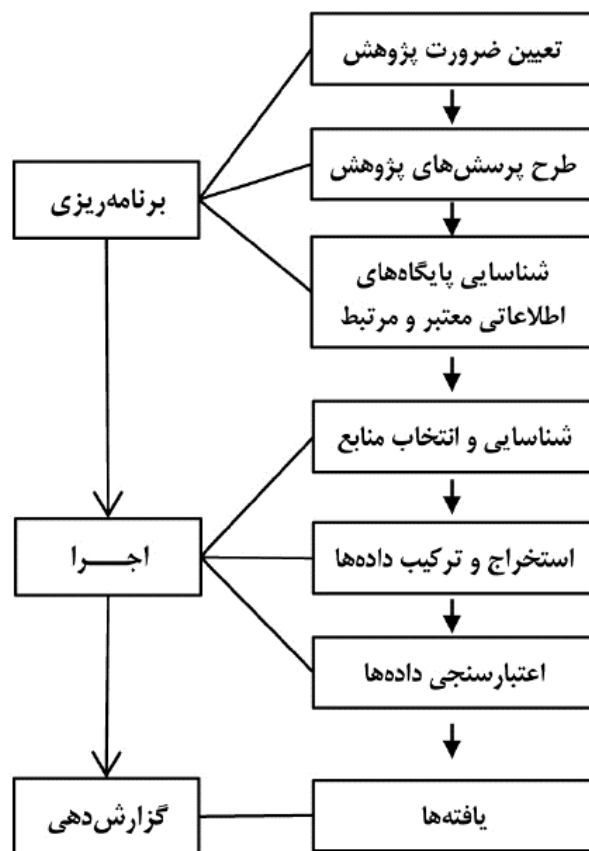 تعیین ضرورت پژوهش
طرح پرسش‌های پژوهش
برنامه‌ریزی
شناسایی پایگاه‌های
اطلاعاتی معتبر و مرتبط
شناسایی و انتخاب منابع
اجـــرا
استخراج و ترکیب داده‌ها
اعتبارسنجی داده‌ها
یافته‌ها
گزارش‌دهی